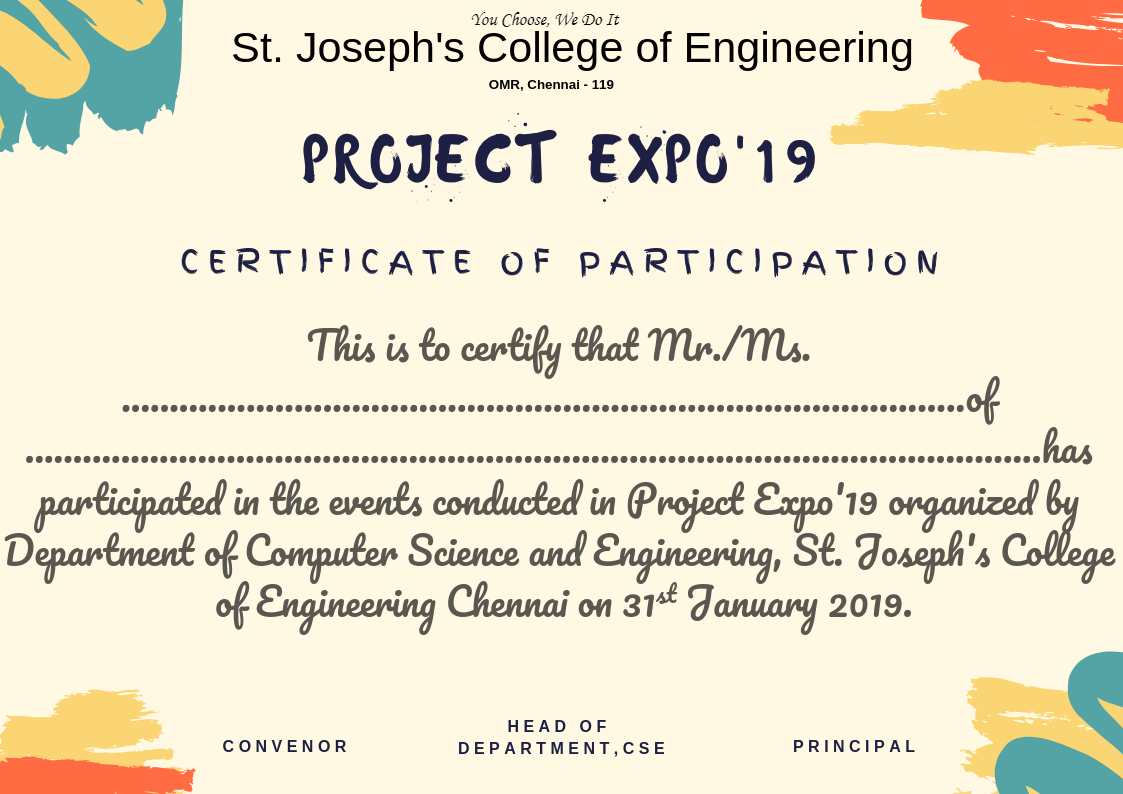 You Choose, We Do It
St. Joseph's College of Engineering
OMR, Chennai - 119
PROJECT EXPO'19
CERTIFICATE OF PARTICIPATION
This is to certify that Mr./Ms.
........................................................................................of
..........................................................................................................has
participated in the events conducted in Project Expo'19 organized by
Department of Computer Science and Engineering, St. Joseph's College
of Engineering Chennai on 31st January 2019.
CONVENOR
HEAD OF
DEPARTMENT,CSE
PRINCIPAL